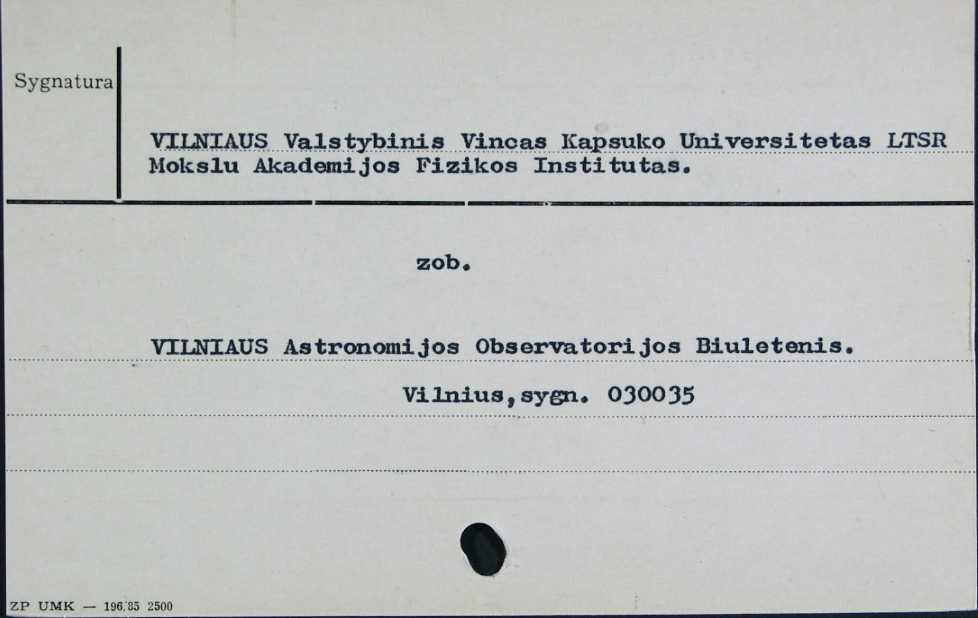 Sygnatura
VILNIAUS Valstybinis Vincas Kapsuko Universitetas LTSR
Mokslu Akademijos Fizikos Institutas.
zob.
VILNIAUS Astronomijos Observatorijos Biuletenis.
Vilnius,sygn. 030035
ZP UMK — 196/85 2500